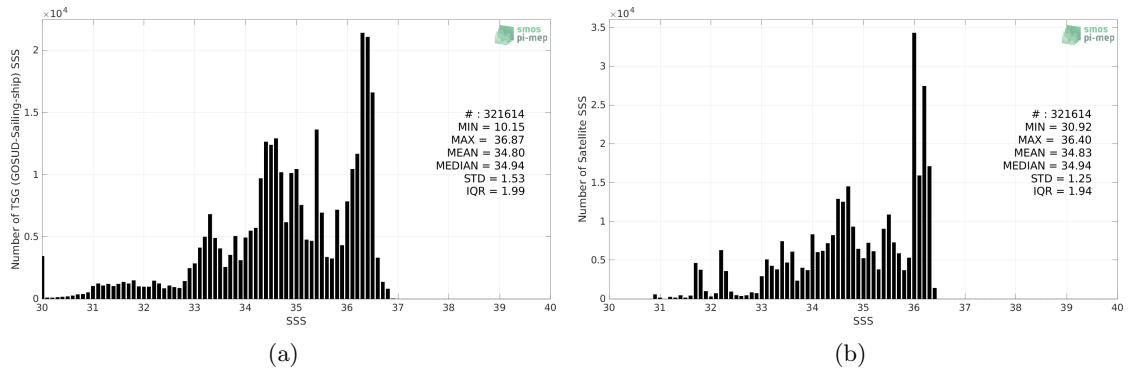 ×10⁴
smos
pi-mep
Number of TSG (GOSUD-Sailing-ship) SSS
2
1.5
1
0.5
0
# : 321614
MIN = 10.15
MAX = 36.87
MEAN = 34.80
MEDIAN = 34.94
STD = 1.53
IQR = 1.99
30 31 32 33 34 35 36 37 38 39 40
SSS
(a)
×10⁴
smos
pi-mep
Number of Satellite SSS
3.5
3
2.5
2
1.5
1
0.5
0
# : 321614
MIN = 30.92
MAX = 36.40
MEAN = 34.83
MEDIAN = 34.94
STD = 1.25
IQR = 1.94
30 31 32 33 34 35 36 37 38 39 40
SSS
(b)